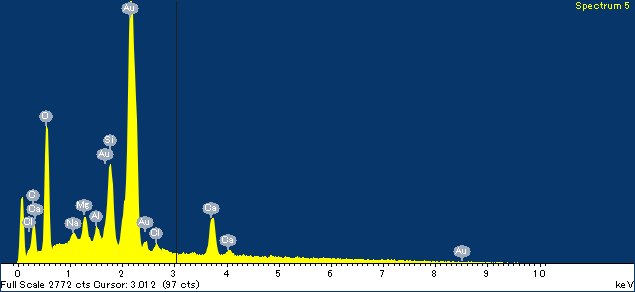 Spectrum 5
Au
O
Si
Au
C
Ca
Cl
Na
Mg
Al
Au
Cl
Ca
Ca
Au
0 1 2 3 4 5 6 7 8 9 10
Full Scale 2772 cts Cursor: 3.012 (97 cts) keV